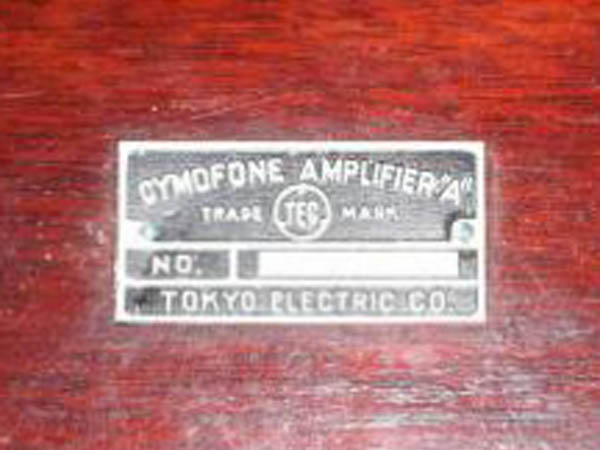 CYMOFONE AMPLIFIER "A"
TRADE TEC MARK
NO.
TOKYO ELECTRIC CO.